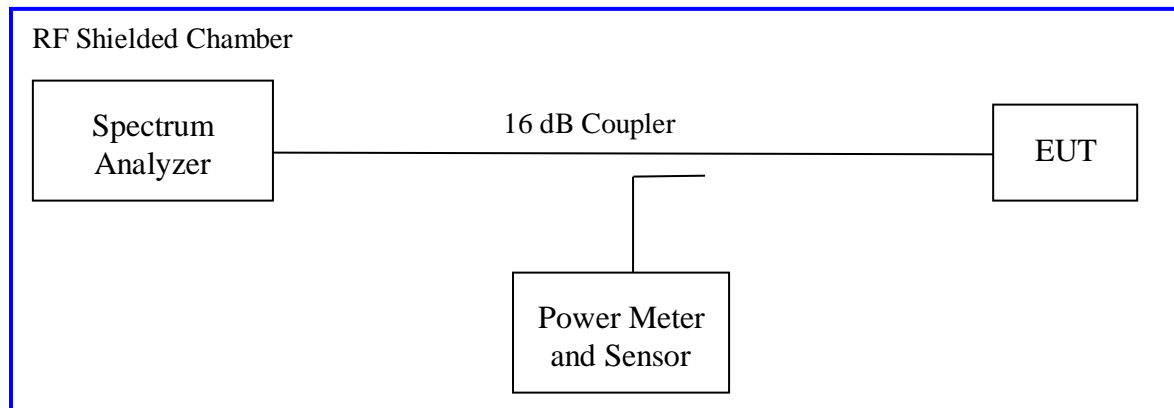 RF Shielded Chamber
Spectrum
Analyzer
16 dB Coupler
EUT
Power Meter
and Sensor